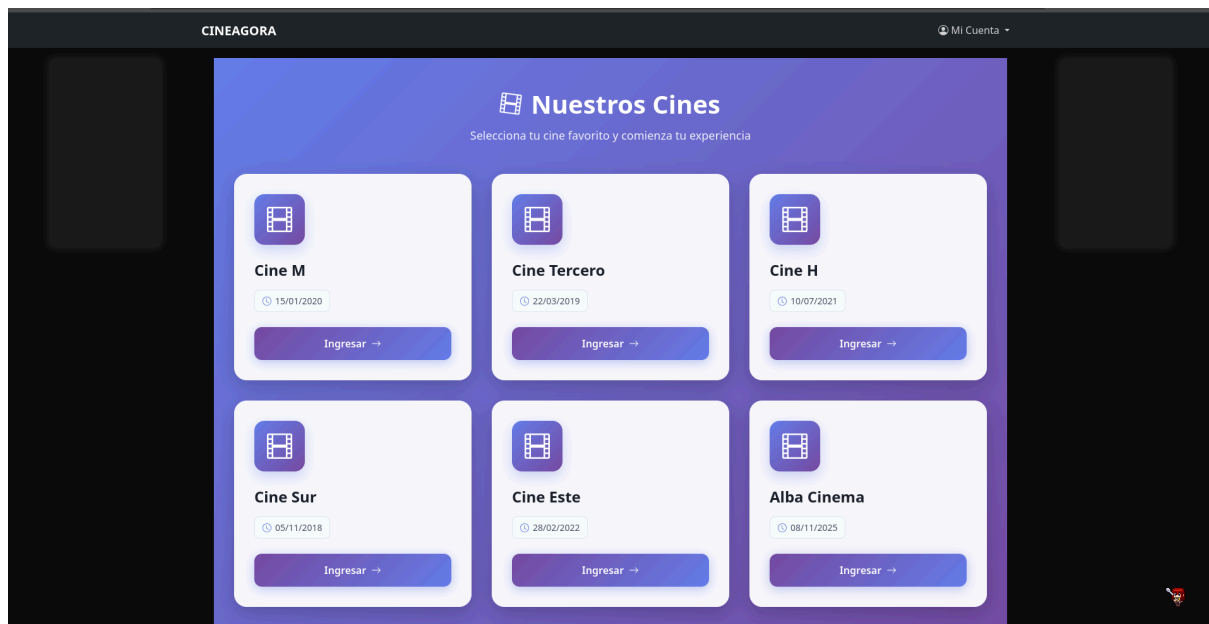 CINEAGORA
Mi Cuenta
Nuestros Cines
Selecciona tu cine favorito y comienza tu experiencia
Cine M
15/01/2020
Ingresar →
Cine Tercero
22/03/2019
Ingresar →
Cine H
10/07/2021
Ingresar →
Cine Sur
05/11/2018
Ingresar →
Cine Este
28/02/2022
Ingresar →
Alba Cinema
08/11/2025
Ingresar →